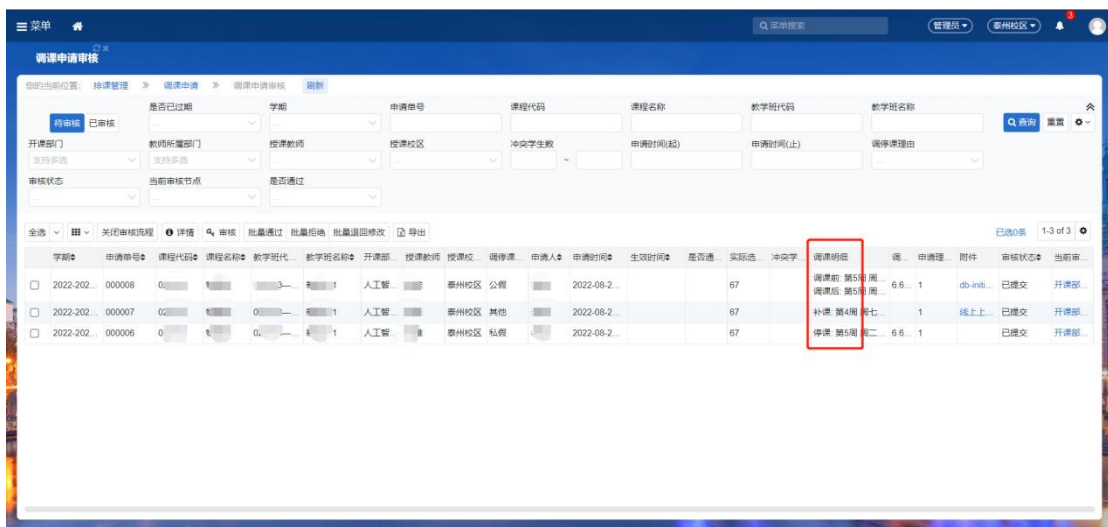 菜单 菜单搜索 管理员 泰州校区 3
调课申请审核
您的当前位置： 排课管理 » 调课申请 » 调课申请审核 刷新
是否已过期 学期 申请单号 课程代码 课程名称 教学班代码 教学班名称
待审核 已审核 ... ... 查询 重置
开课部门 教师所属部门 授课教师 授课校区 冲突学生数 申请时间(起) 申请时间(止) 调停课理由
支持多选 支持多选 ... ... ~ ...
审核状态 当前审核节点 是否通过
... ... ...
全选 关闭审核流程 详情 审核 批量通过 批量拒绝 批量退回修改 导出 已选0条 1-3 of 3
学期 申请单号 课程代码 课程名称 教学班代... 教学班名称 开课部... 授课教师 授课校... 调停课... 申请人 申请时间 生效时间 是否通... 实际选... 冲突学... 调课明细 调... 申请理... 附件 审核状态 当前审...
2022-202... 000008 人工智... 泰州校区 公假 2022-08-2... 67 调课前: 第5周 周... 6.6... 1 db-initi... 已提交 开课部...
调课后: 第5周 周...
2022-202... 000007 人工智... 泰州校区 其他 2022-08-2... 67 补课: 第4周 周七... 1 线上上... 已提交 开课部...
2022-202... 000006 人工智... 泰州校区 私假 2022-08-2... 67 停课: 第5周 周二... 6.6... 1 已提交 开课部...